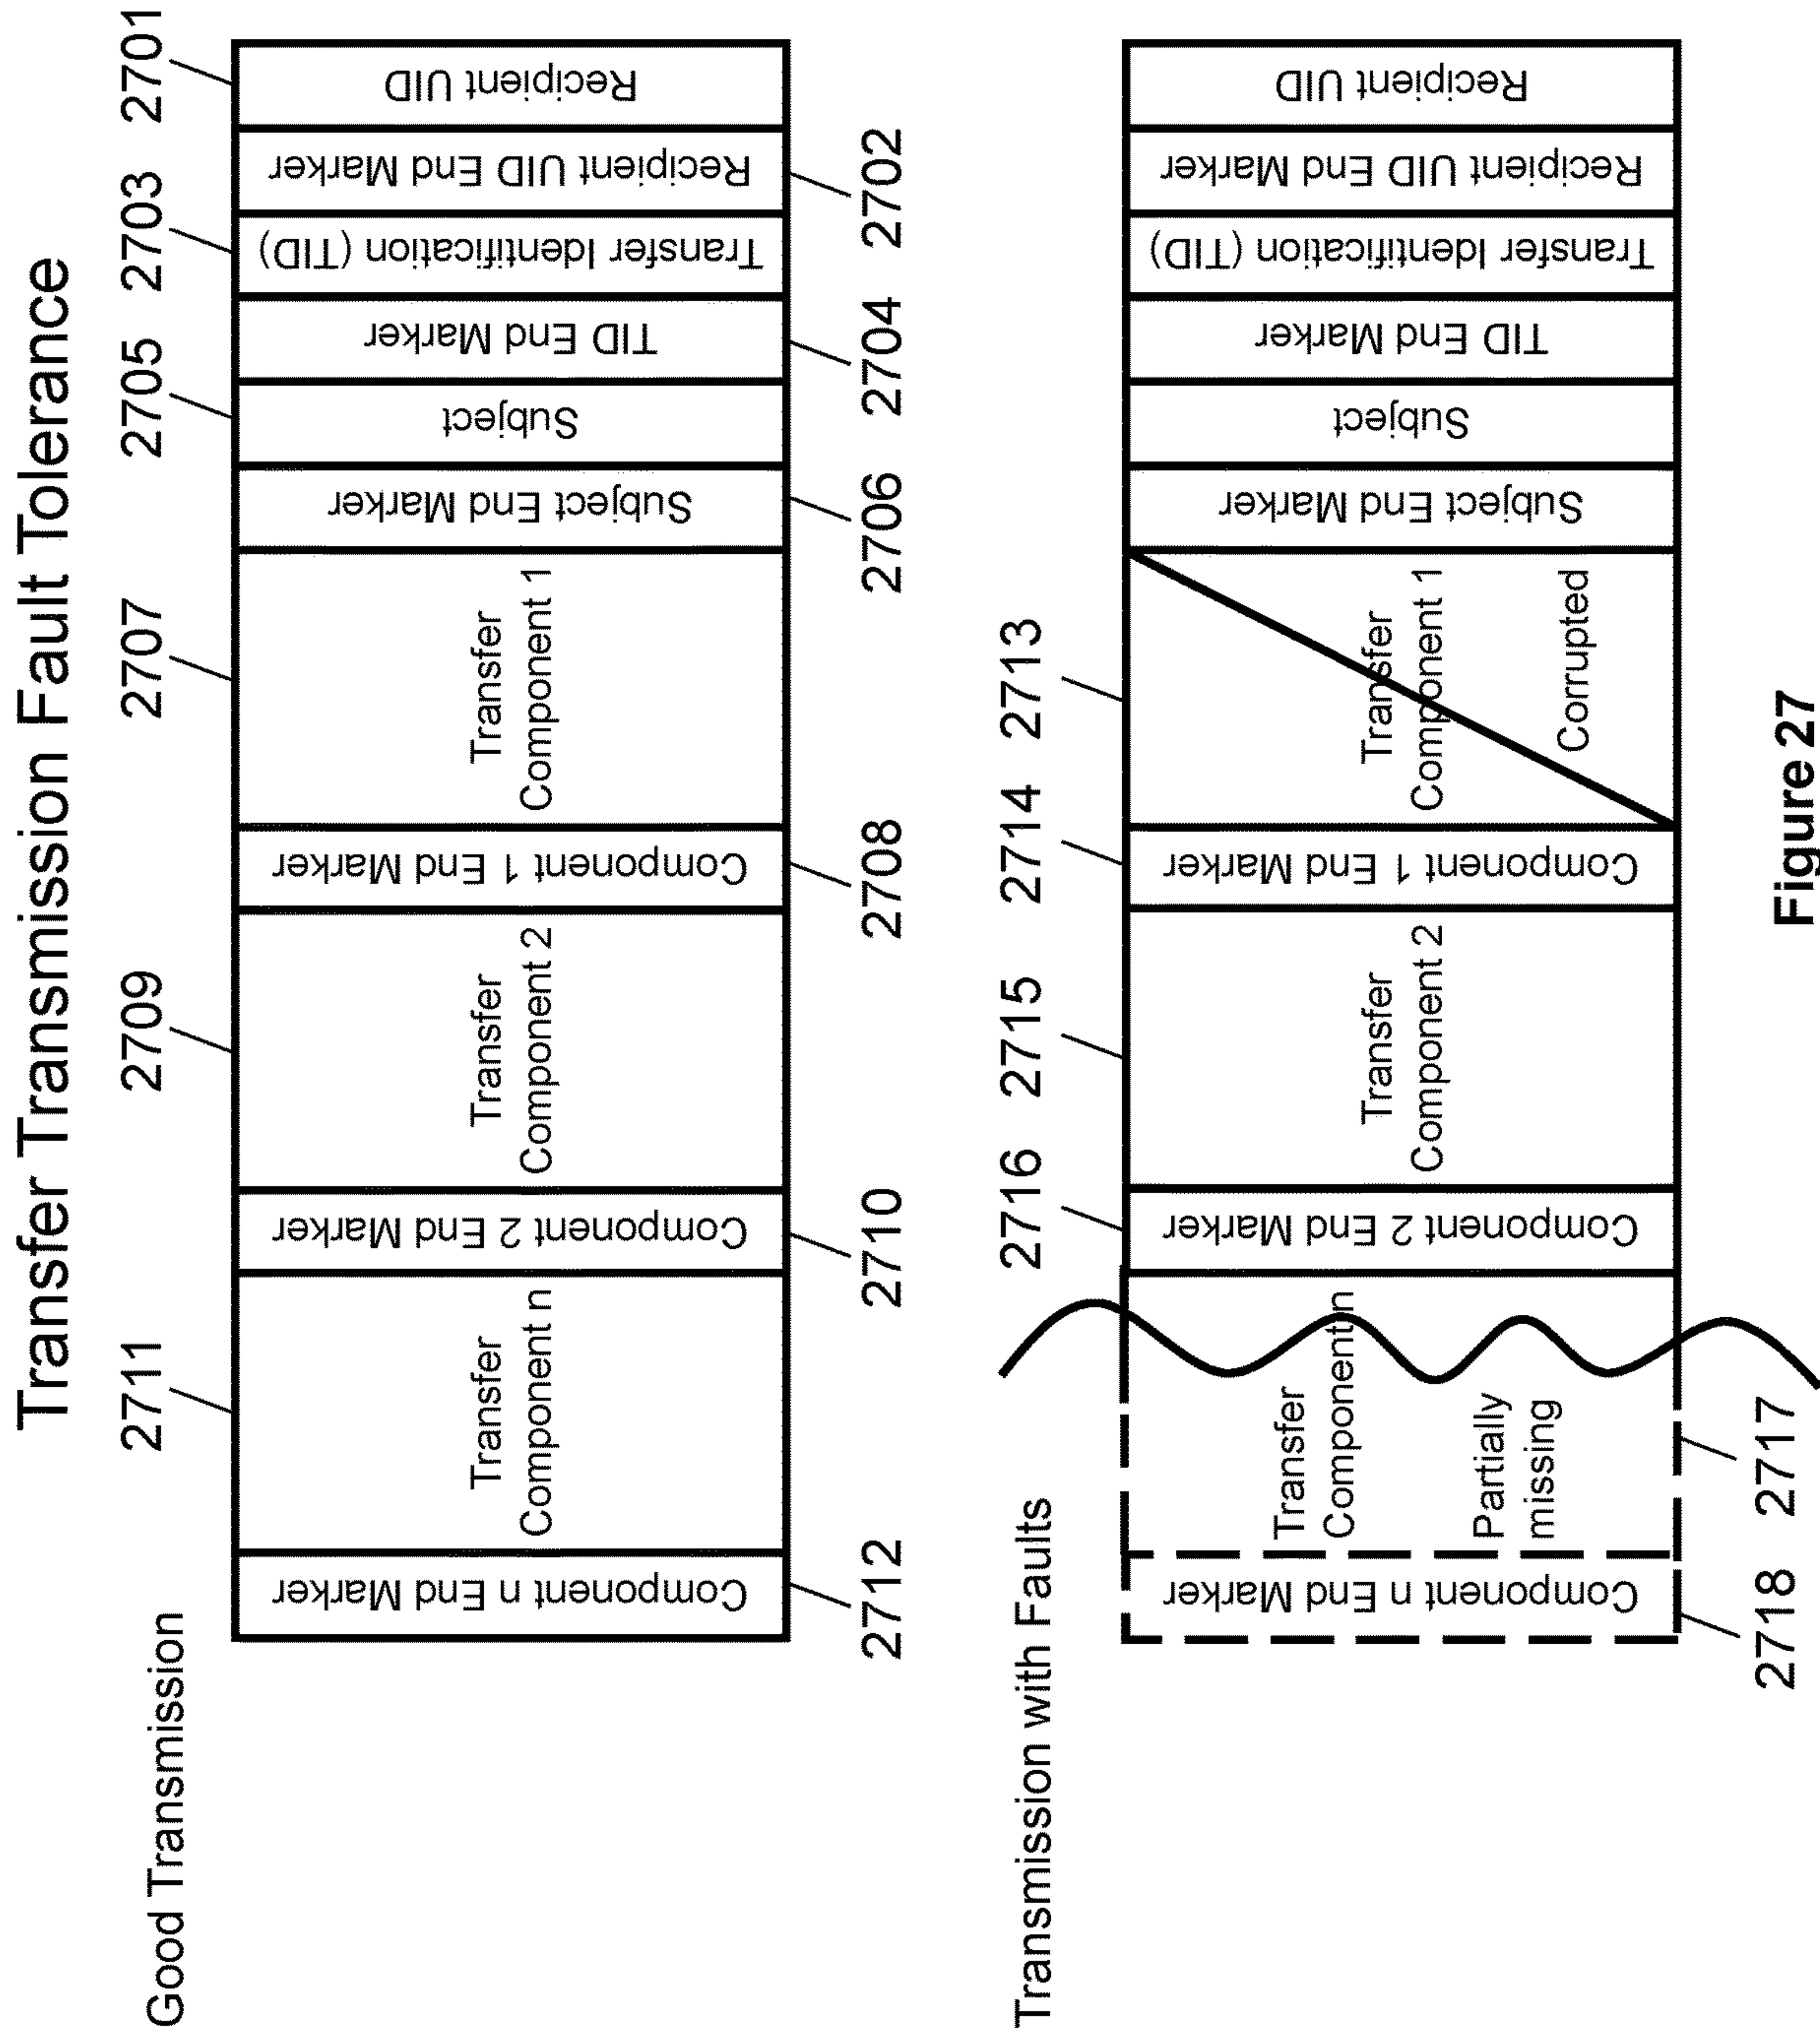 Transfer Transmission Fault Tolerance
Good Transmission
2711
2709
2707
2705
2703
2701
Component n End Marker
Transfer
Component n
Component 2 End Marker
Transfer
Component 2
Component 1 End Marker
Transfer
Component 1
Subject End Marker
Subject
TID End Marker
Transfer Identification (TID)
Recipient UID End Marker
Recipient UID
2712
2710
2708
2706
2704
2702
Transmission with Faults
2716
2715
2714
2713
Component n End Marker
Transfer
Component n
Partially
missing
Component 2 End Marker
Transfer
Component 2
Component 1 End Marker
Transfer
Component 1
Corrupted
Subject End Marker
Subject
TID End Marker
Transfer Identification (TID)
Recipient UID End Marker
Recipient UID
2718
2717
Figure 27